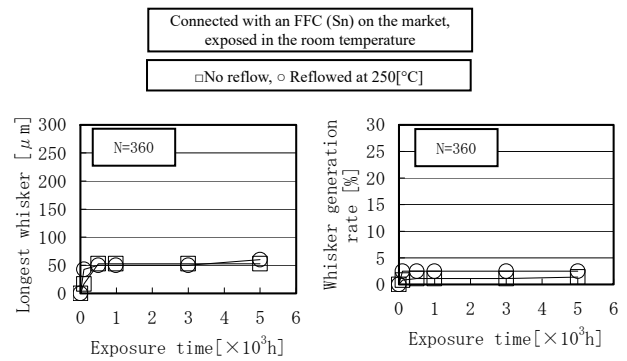 Connected with an FFC (Sn) on the market,
exposed in the room temperature
□No reflow, ○ Reflowed at 250[°C]
Longest whisker [μm]
300
250
200
150
100
50
0
N=360
0 1 2 3 4 5 6
Exposure time[×10³h]
Whisker generation
rate [%]
30
25
20
15
10
5
0
N=360
0 1 2 3 4 5 6
Exposure time[×10³h]